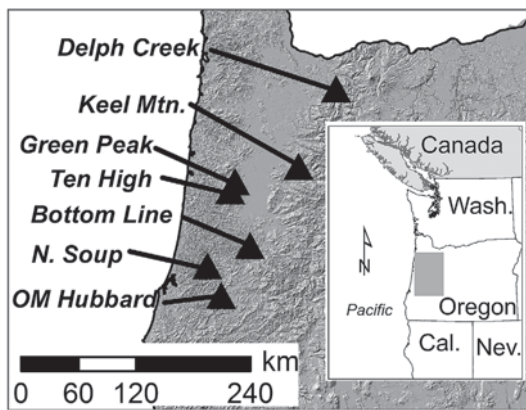 Delph Creek
Keel Mtn.
Green Peak
Ten High
Bottom Line
N. Soup
OM Hubbard
km
0 60 120 240
Canada
Wash.
N
Pacific
Oregon
Cal.
Nev.